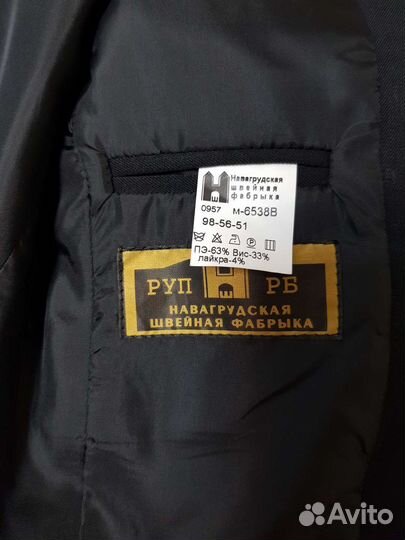 Навагрудская
швейная
фабрыка
0957 м-6538В
98-56-51
ПЭ-63% Вис-33%
лайкра-4%
РУП РБ
НАВАГРУДСКАЯ
ШВЕЙНАЯ ФАБРЫКА
Avito